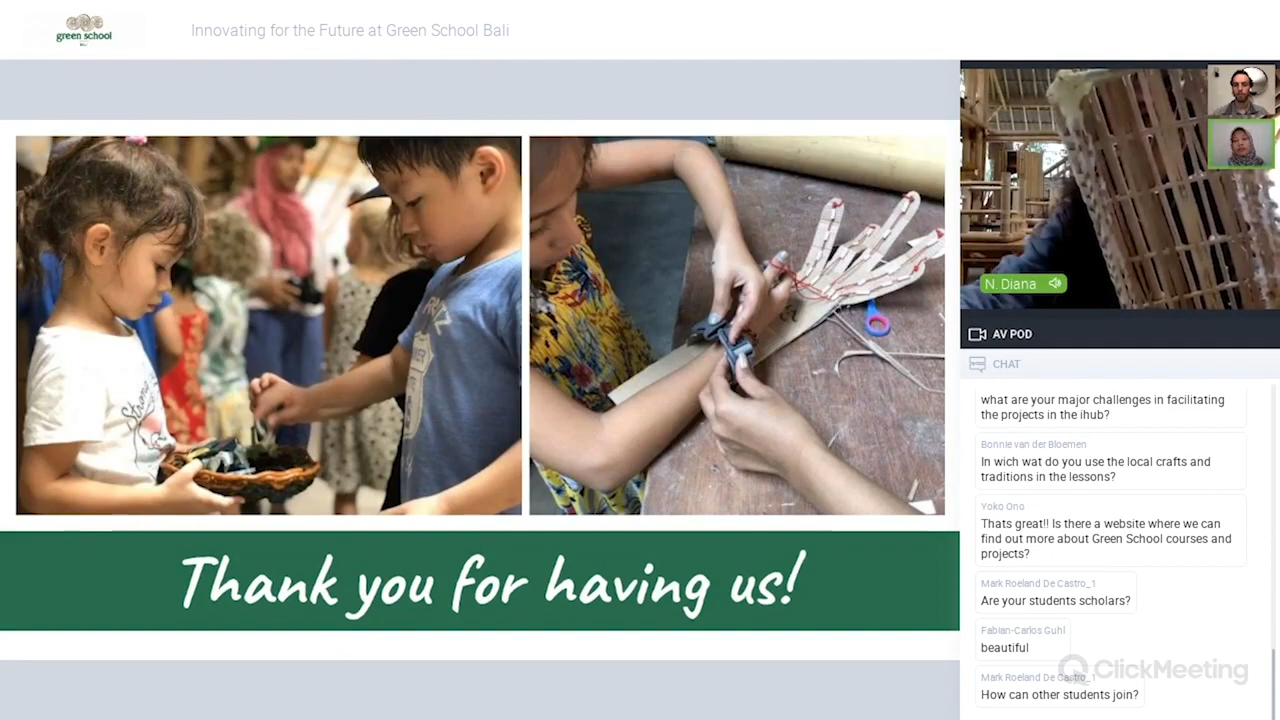 green school
Innovating for the Future at Green School Bali
N. Diana
AV POD
CHAT
what are your major challenges in facilitating
the projects in the ihub?
Bonnie van der Bloemen
In wich wat do you use the local crafts and
traditions in the lessons?
Yoko Ono
Thats great!! Is there a website where we can
find out more about Green School courses and
projects?
Mark Roeland De Castro_1
Are your students scholars?
Fabian-Carlos Guhl
beautiful
Mark Roeland De Castro_1
How can other students join?
ClickMeeting
Thank you for having us!